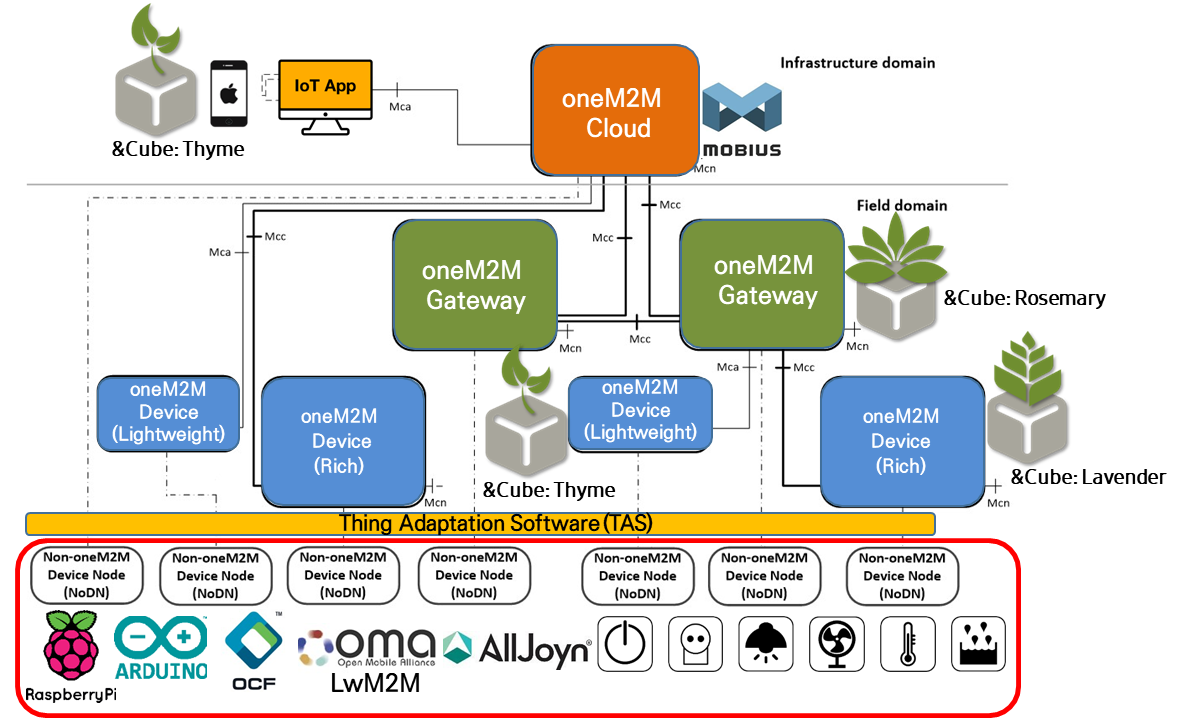 IoT App
Mca
&Cube: Thyme
oneM2M
Cloud
Infrastructure domain
MOBIUS
Mcn
Field domain
Mcc
Mcc
Mca
Mcc
oneM2M
Gateway
oneM2M
Gateway
&Cube: Rosemary
Mcn
Mcc
Mcn
Mca
Mcc
oneM2M
Device
(Lightweight)
oneM2M
Device
(Rich)
Mcn
&Cube: Thyme
oneM2M
Device
(Lightweight)
oneM2M
Device
(Rich)
Mcn
&Cube: Lavender
Thing Adaptation Software (TAS)
Non-oneM2M
Device Node
(NoDN)
Non-oneM2M
Device Node
(NoDN)
Non-oneM2M
Device Node
(NoDN)
Non-oneM2M
Device Node
(NoDN)
Non-oneM2M
Device Node
(NoDN)
Non-oneM2M
Device Node
(NoDN)
Non-oneM2M
Device Node
(NoDN)
RaspberryPi
ARDUINO
OCF™
oma
Open Mobile Alliance
LwM2M
AllJoyn®